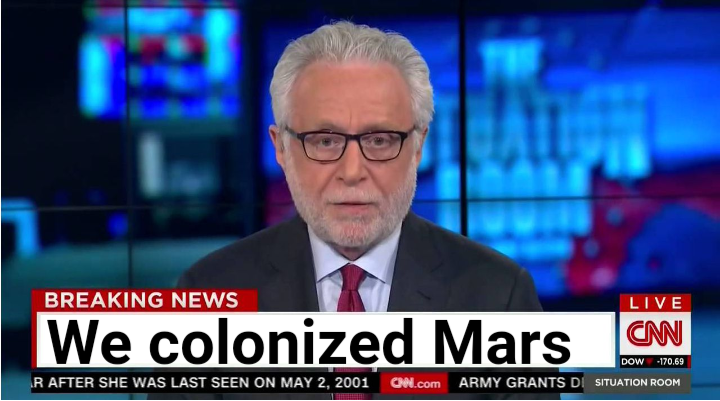 BREAKING NEWS
LIVE
We colonized Mars
CNN
DOW -170.69
AFTER SHE WAS LAST SEEN ON MAY 2, 2001 CNN.com ARMY GRANTS
SITUATION ROOM